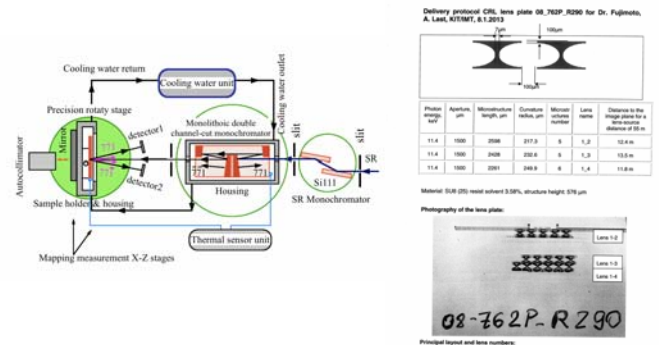 Cooling water return
Cooling water unit
Cooling water outlet
Precision rotaty stage
Mirror
771
detector1
771
detector2
Autocollimator
Sample holder & housing
Monolithoic double
channel-cut monochromator
771
771
Housing
slit
slit
SR
Si111
SR Monochromator
Thermal sensor unit
Mapping measurement X-Z stages
Delivery protocol CRL lens plate 08_762P_R290 for Dr. Fujimoto,
A. Last, KIT/IMT, 8.1.2013
100µm
100µm
Photon energy, keV
Aperture, µm
Microstructure length, µm
Curvature radius, µm
Microstructures number
Lens name
Distance to the image plane for a lens-source distance of 55 m
11.4 1500 2598 217.3 5 1_2 12.4 m
11.4 1500 2428 232.6 5 1_3 13.5 m
11.4 1500 2261 249.9 6 1_4 11.8 m
Material: SU8 (25) resist solvent 3.58%, structure height: 576 µm
Photography of the lens plate:
Lens 1-2
Lens 1-3
Lens 1-4
08-762P_R290
Principal layout and lens numbers: